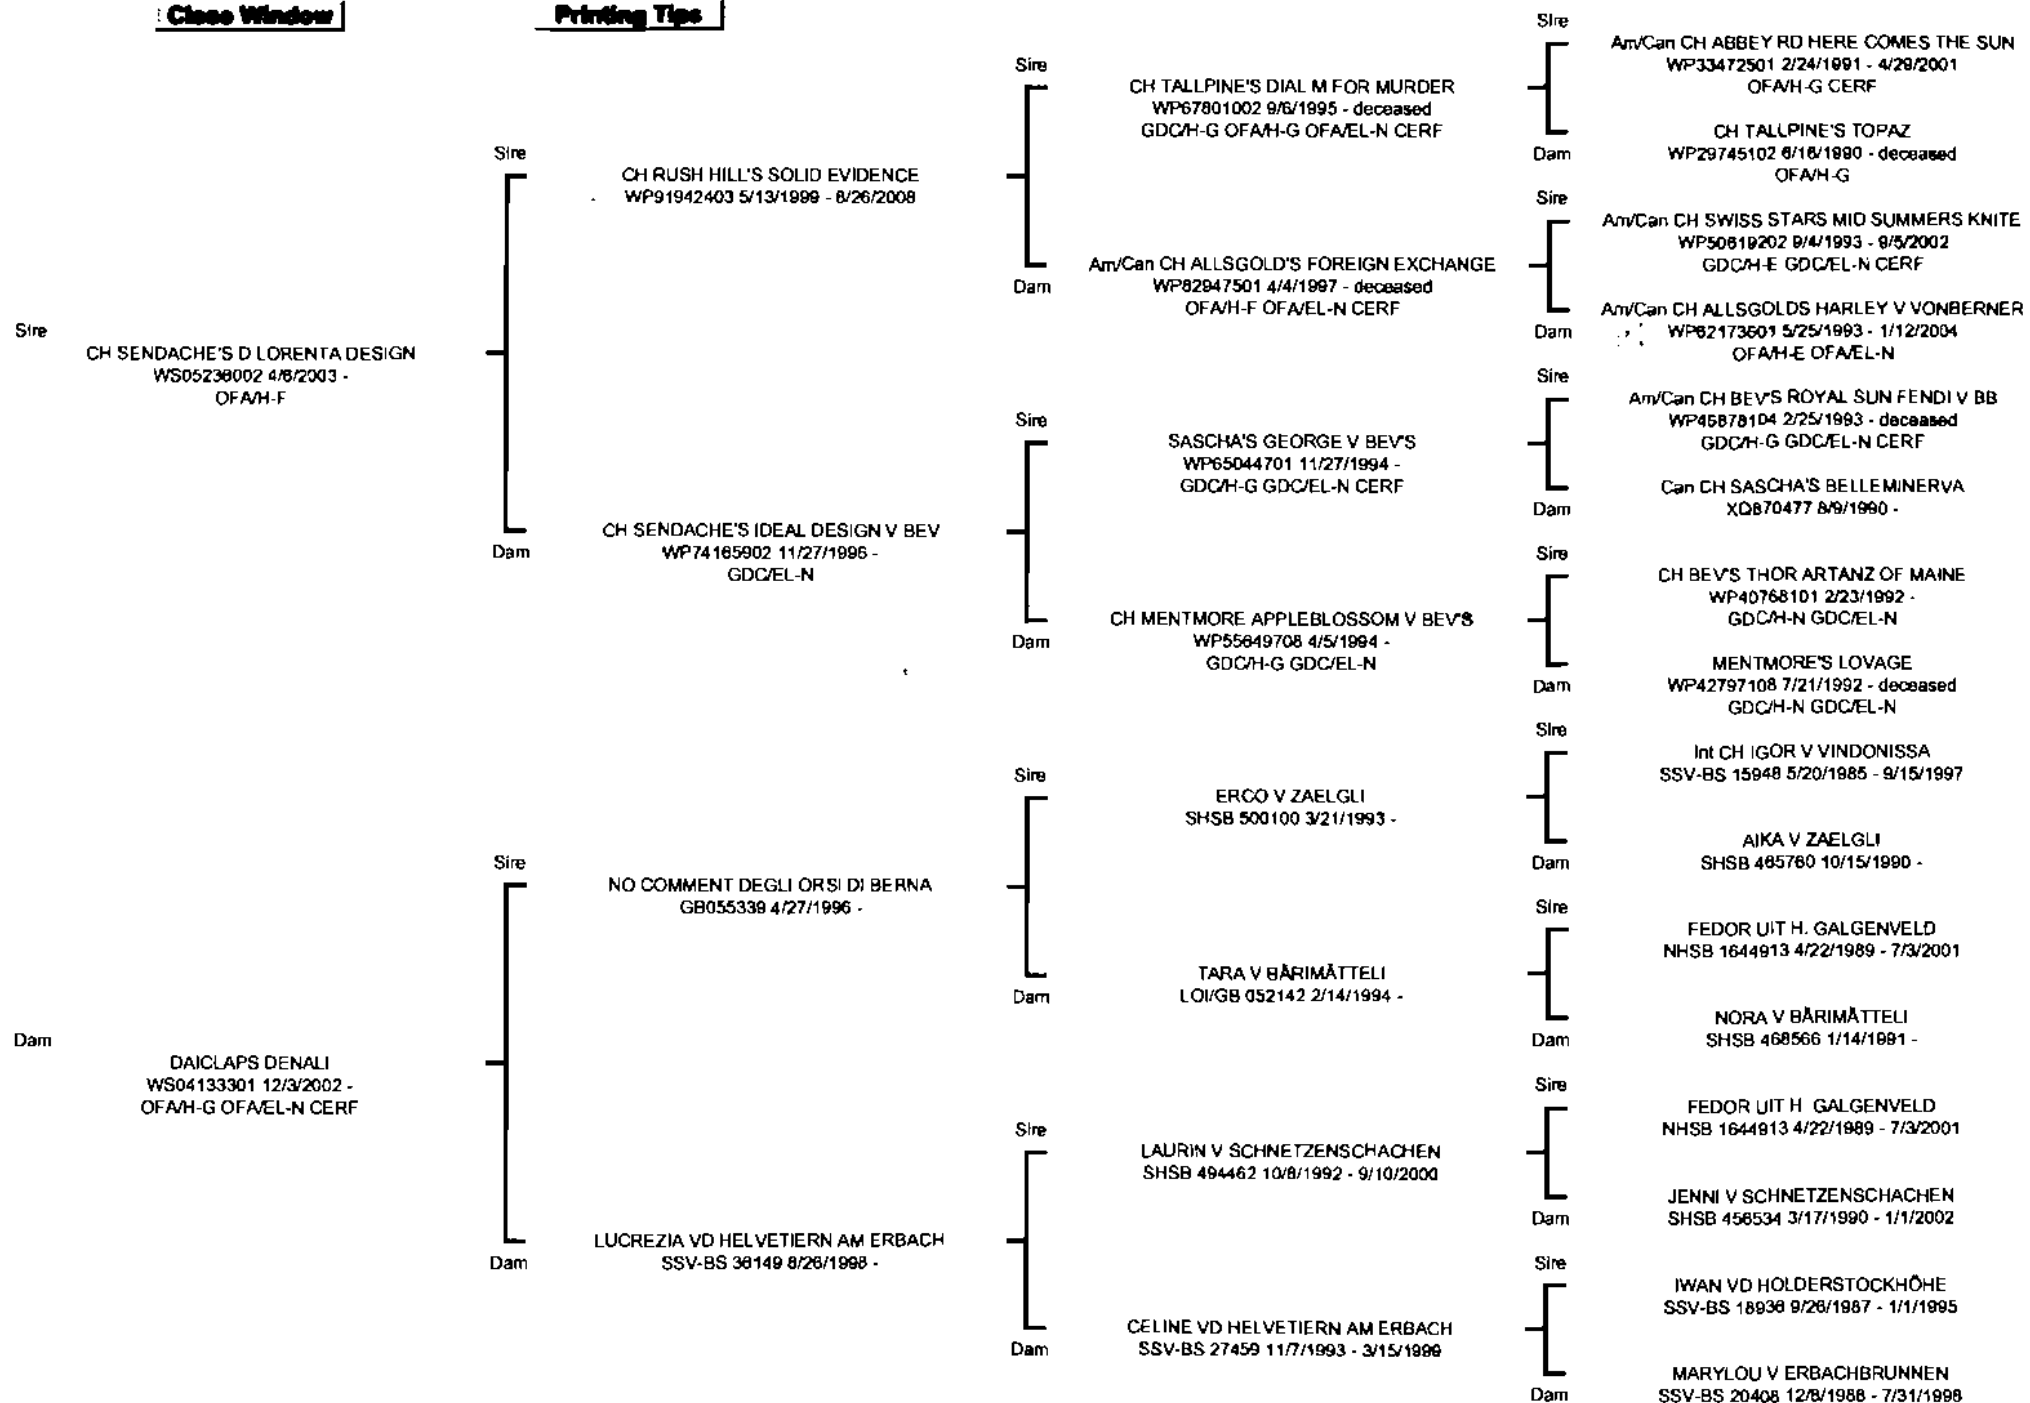 Close Window
Printing Tips
Sire
CH SENDACHE'S D LORENTA DESIGN
WS05238002 4/6/2003 -
OFA/H-F
Dam
DAICLAPS DENALI
WS04133301 12/3/2002 -
OFA/H-G OFA/EL-N CERF
Sire
CH RUSH HILL'S SOLID EVIDENCE
WP91942403 5/13/1999 - 8/26/2008
Dam
CH SENDACHE'S IDEAL DESIGN V BEV
WP74165902 11/27/1996 -
GDC/EL-N
Sire
NO COMMENT DEGLI ORSI DI BERNA
GB055339 4/27/1996 -
Dam
LUCREZIA VD HELVETIERN AM ERBACH
SSV-BS 36149 8/26/1998 -
Sire
CH TALLPINE'S DIAL M FOR MURDER
WP67801002 9/6/1995 - deceased
GDC/H-G OFA/H-G OFA/EL-N CERF
Dam
Am/Can CH ALLSGOLD'S FOREIGN EXCHANGE
WP82947501 4/4/1997 - deceased
OFA/H-F OFA/EL-N CERF
Sire
SASCHA'S GEORGE V BEV'S
WP65044701 11/27/1994 -
GDC/H-G GDC/EL-N CERF
Dam
CH MENTMORE APPLEBLOSSOM V BEV'S
WP55649708 4/5/1994 -
GDC/H-G GDC/EL-N
Sire
ERCO V ZAELGLI
SHSB 500100 3/21/1993 -
Dam
TARA V BÄRIMÄTTELI
LOI/GB 052142 2/14/1994 -
Sire
LAURIN V SCHNETZENSCHACHEN
SHSB 494462 10/8/1992 - 9/10/2000
Dam
CELINE VD HELVETIERN AM ERBACH
SSV-BS 27459 11/7/1993 - 3/15/1999
Sire
Am/Can CH ABBEY RD HERE COMES THE SUN
WP33472501 2/24/1991 - 4/29/2001
OFA/H-G CERF
Dam
CH TALLPINE'S TOPAZ
WP29745102 6/16/1990 - deceased
OFA/H-G
Sire
Am/Can CH SWISS STARS MID SUMMERS KNITE
WP50619202 9/4/1993 - 9/5/2002
GDC/H-E GDC/EL-N CERF
Dam
Am/Can CH ALLSGOLDS HARLEY V VONBERNER
WP62173601 5/25/1993 - 1/12/2004
OFA/H-E OFA/EL-N
Sire
Am/Can CH BEV'S ROYAL SUN FENDI V BB
WP45878104 2/25/1993 - deceased
GDC/H-G GDC/EL-N CERF
Dam
Can CH SASCHA'S BELLEMINERVA
XQ870477 8/9/1990 -
Sire
CH BEV'S THOR ARTANZ OF MAINE
WP40768101 2/23/1992 -
GDC/H-N GDC/EL-N
Dam
MENTMORE'S LOVAGE
WP42797108 7/21/1992 - deceased
GDC/H-N GDC/EL-N
Sire
Int CH IGOR V VINDONISSA
SSV-BS 15948 5/20/1985 - 9/15/1997
Dam
AIKA V ZAELGLI
SHSB 465760 10/15/1990 -
Sire
FEDOR UIT H. GALGENVELD
NHSB 1644913 4/22/1989 - 7/3/2001
Dam
NORA V BÄRIMÄTTELI
SHSB 468566 1/14/1991 -
Sire
FEDOR UIT H. GALGENVELD
NHSB 1644913 4/22/1989 - 7/3/2001
Dam
JENNI V SCHNETZENSCHACHEN
SHSB 456534 3/17/1990 - 1/1/2002
Sire
IWAN VD HOLDERSTOCKHÖHE
SSV-BS 18936 9/26/1987 - 1/1/1995
Dam
MARYLOU V ERBACHBRUNNEN
SSV-BS 20408 12/8/1988 - 7/31/1998